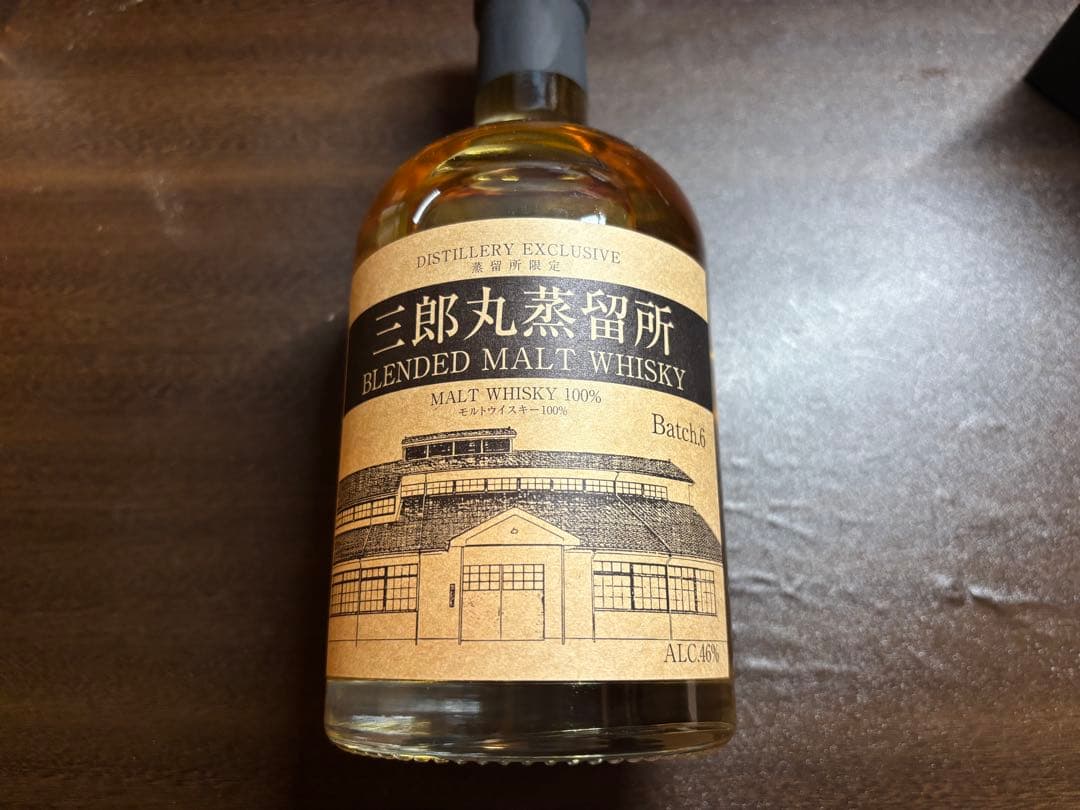 DISTILLERY EXCLUSIVE
蒸留所限定
三郎丸蒸留所
BLENDED MALT WHISKY
MALT WHISKY 100%
モルトウイスキー100%
Batch.6
ALC.46%